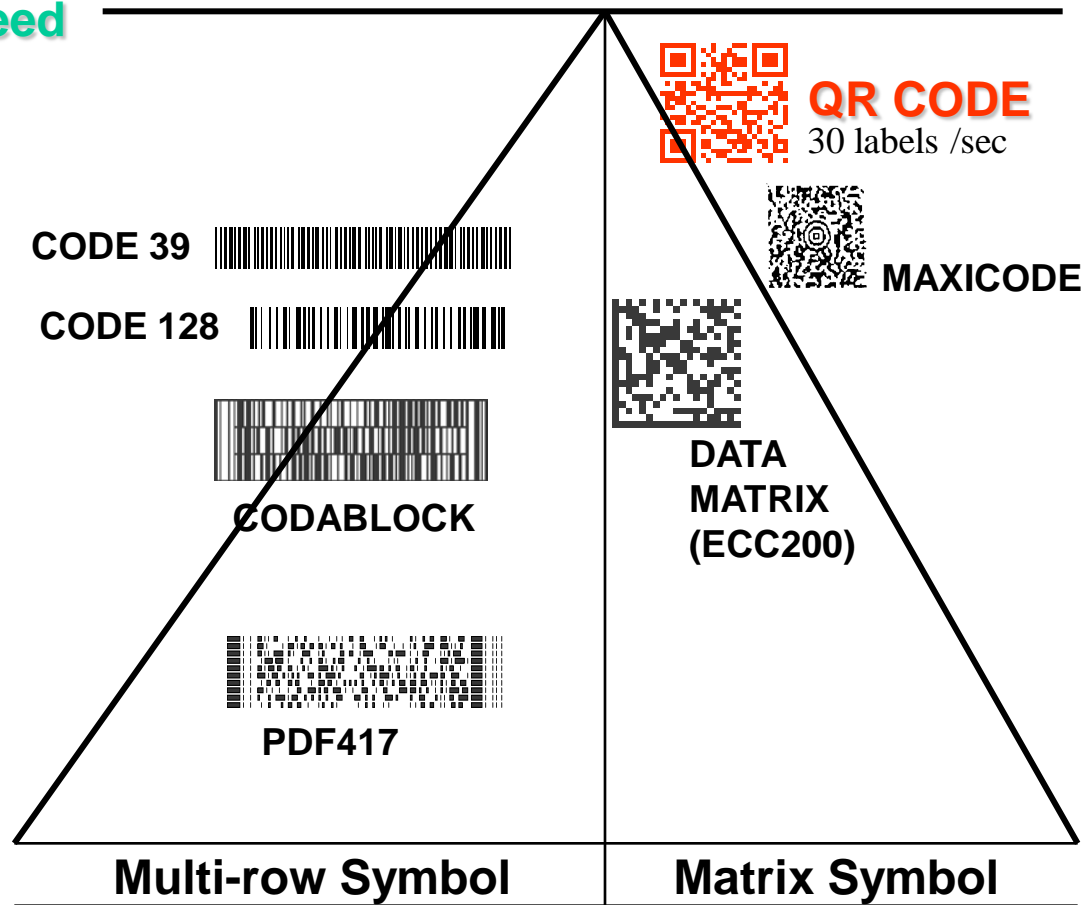 QR CODE
30 labels /sec
CODE 39
MAXICODE
CODE 128
DATA
MATRIX
(ECC200)
CODABLOCK
PDF417
Multi-row Symbol
Matrix Symbol